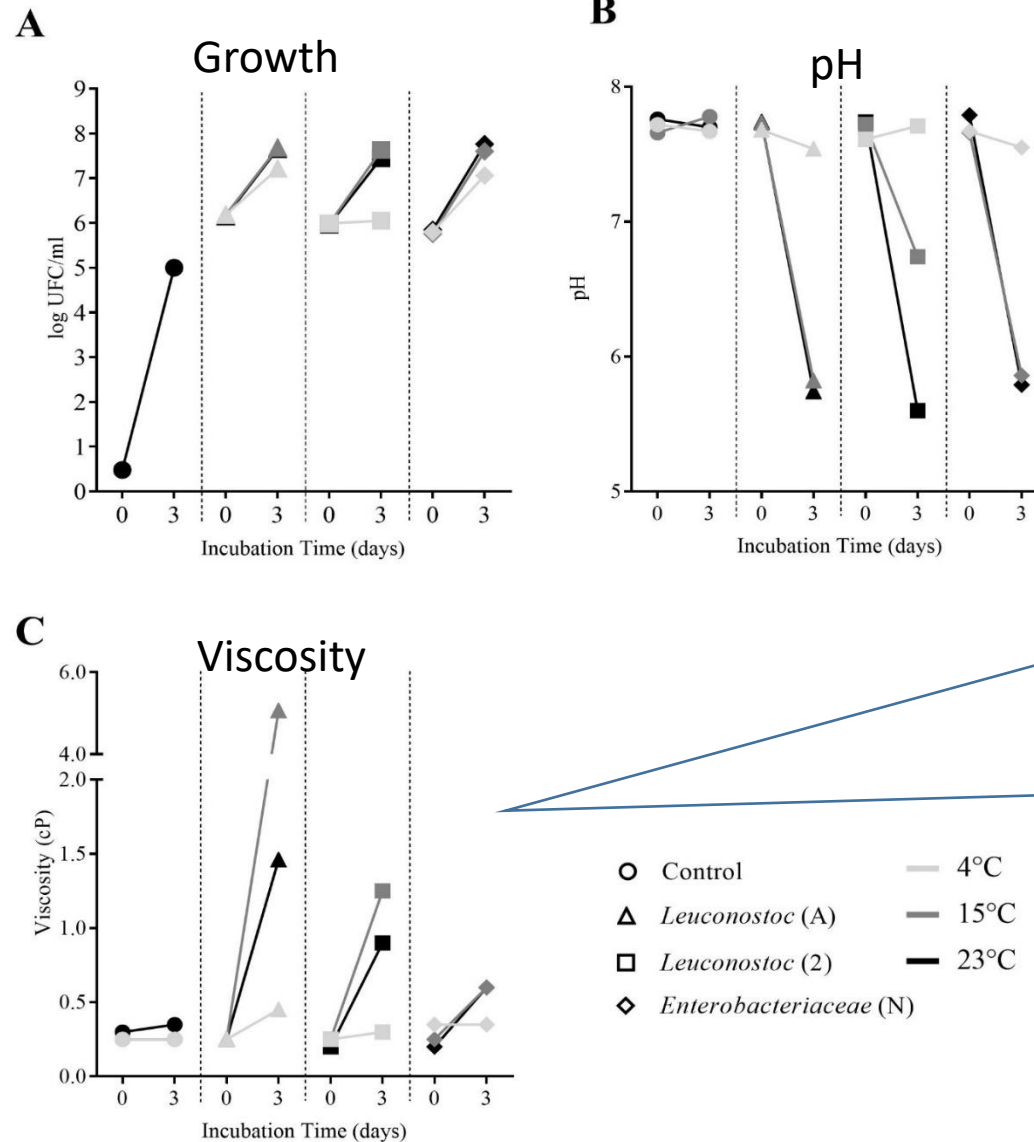 A
Growth
9
8
7
6
5
4
3
2
1
0
log UFC/ml
0 3 0 3 0 3 0 3
Incubation Time (days)
B
pH
8
7
6
5
pH
0 3 0 3 0 3 0 3
Incubation Time (days)
C
Viscosity
6.0
4.0
2.0
1.5
1.0
0.5
0.0
Viscosity (cP)
0 3 0 3 0 3 0 3
Incubation Time (days)
Control
Leuconostoc (A)
Leuconostoc (2)
Enterobacteriaceae (N)
4°C
15°C
23°C